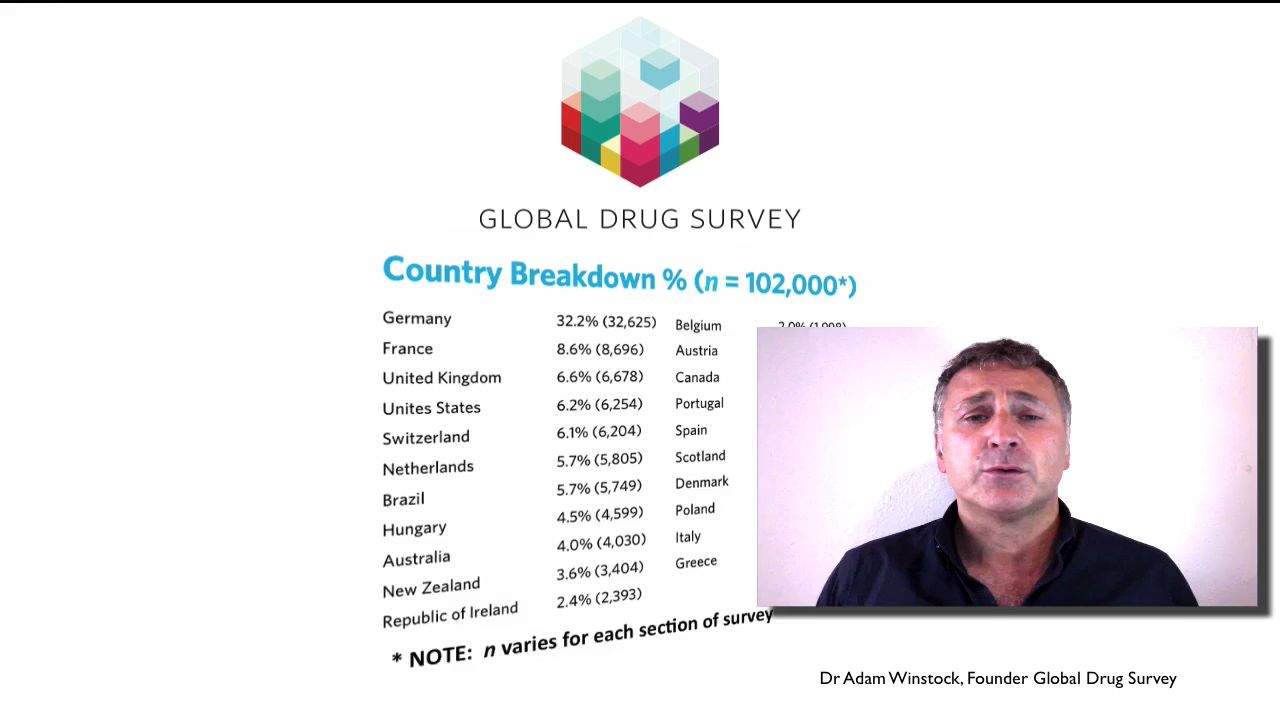 GLOBAL DRUG SURVEY
Country Breakdown % (n = 102,000*)
Germany 32.2% (32,625)
France 8.6% (8,696)
United Kingdom 6.6% (6,678)
Unites States 6.2% (6,254)
Switzerland 6.1% (6,204)
Netherlands 5.7% (5,805)
Brazil 5.7% (5,749)
Hungary 4.5% (4,599)
Australia 4.0% (4,030)
New Zealand 3.6% (3,404)
Republic of Ireland 2.4% (2,393)
Belgium
Austria
Canada
Portugal
Spain
Scotland
Denmark
Poland
Italy
Greece
* NOTE: n varies for each section of survey
Dr Adam Winstock, Founder Global Drug Survey